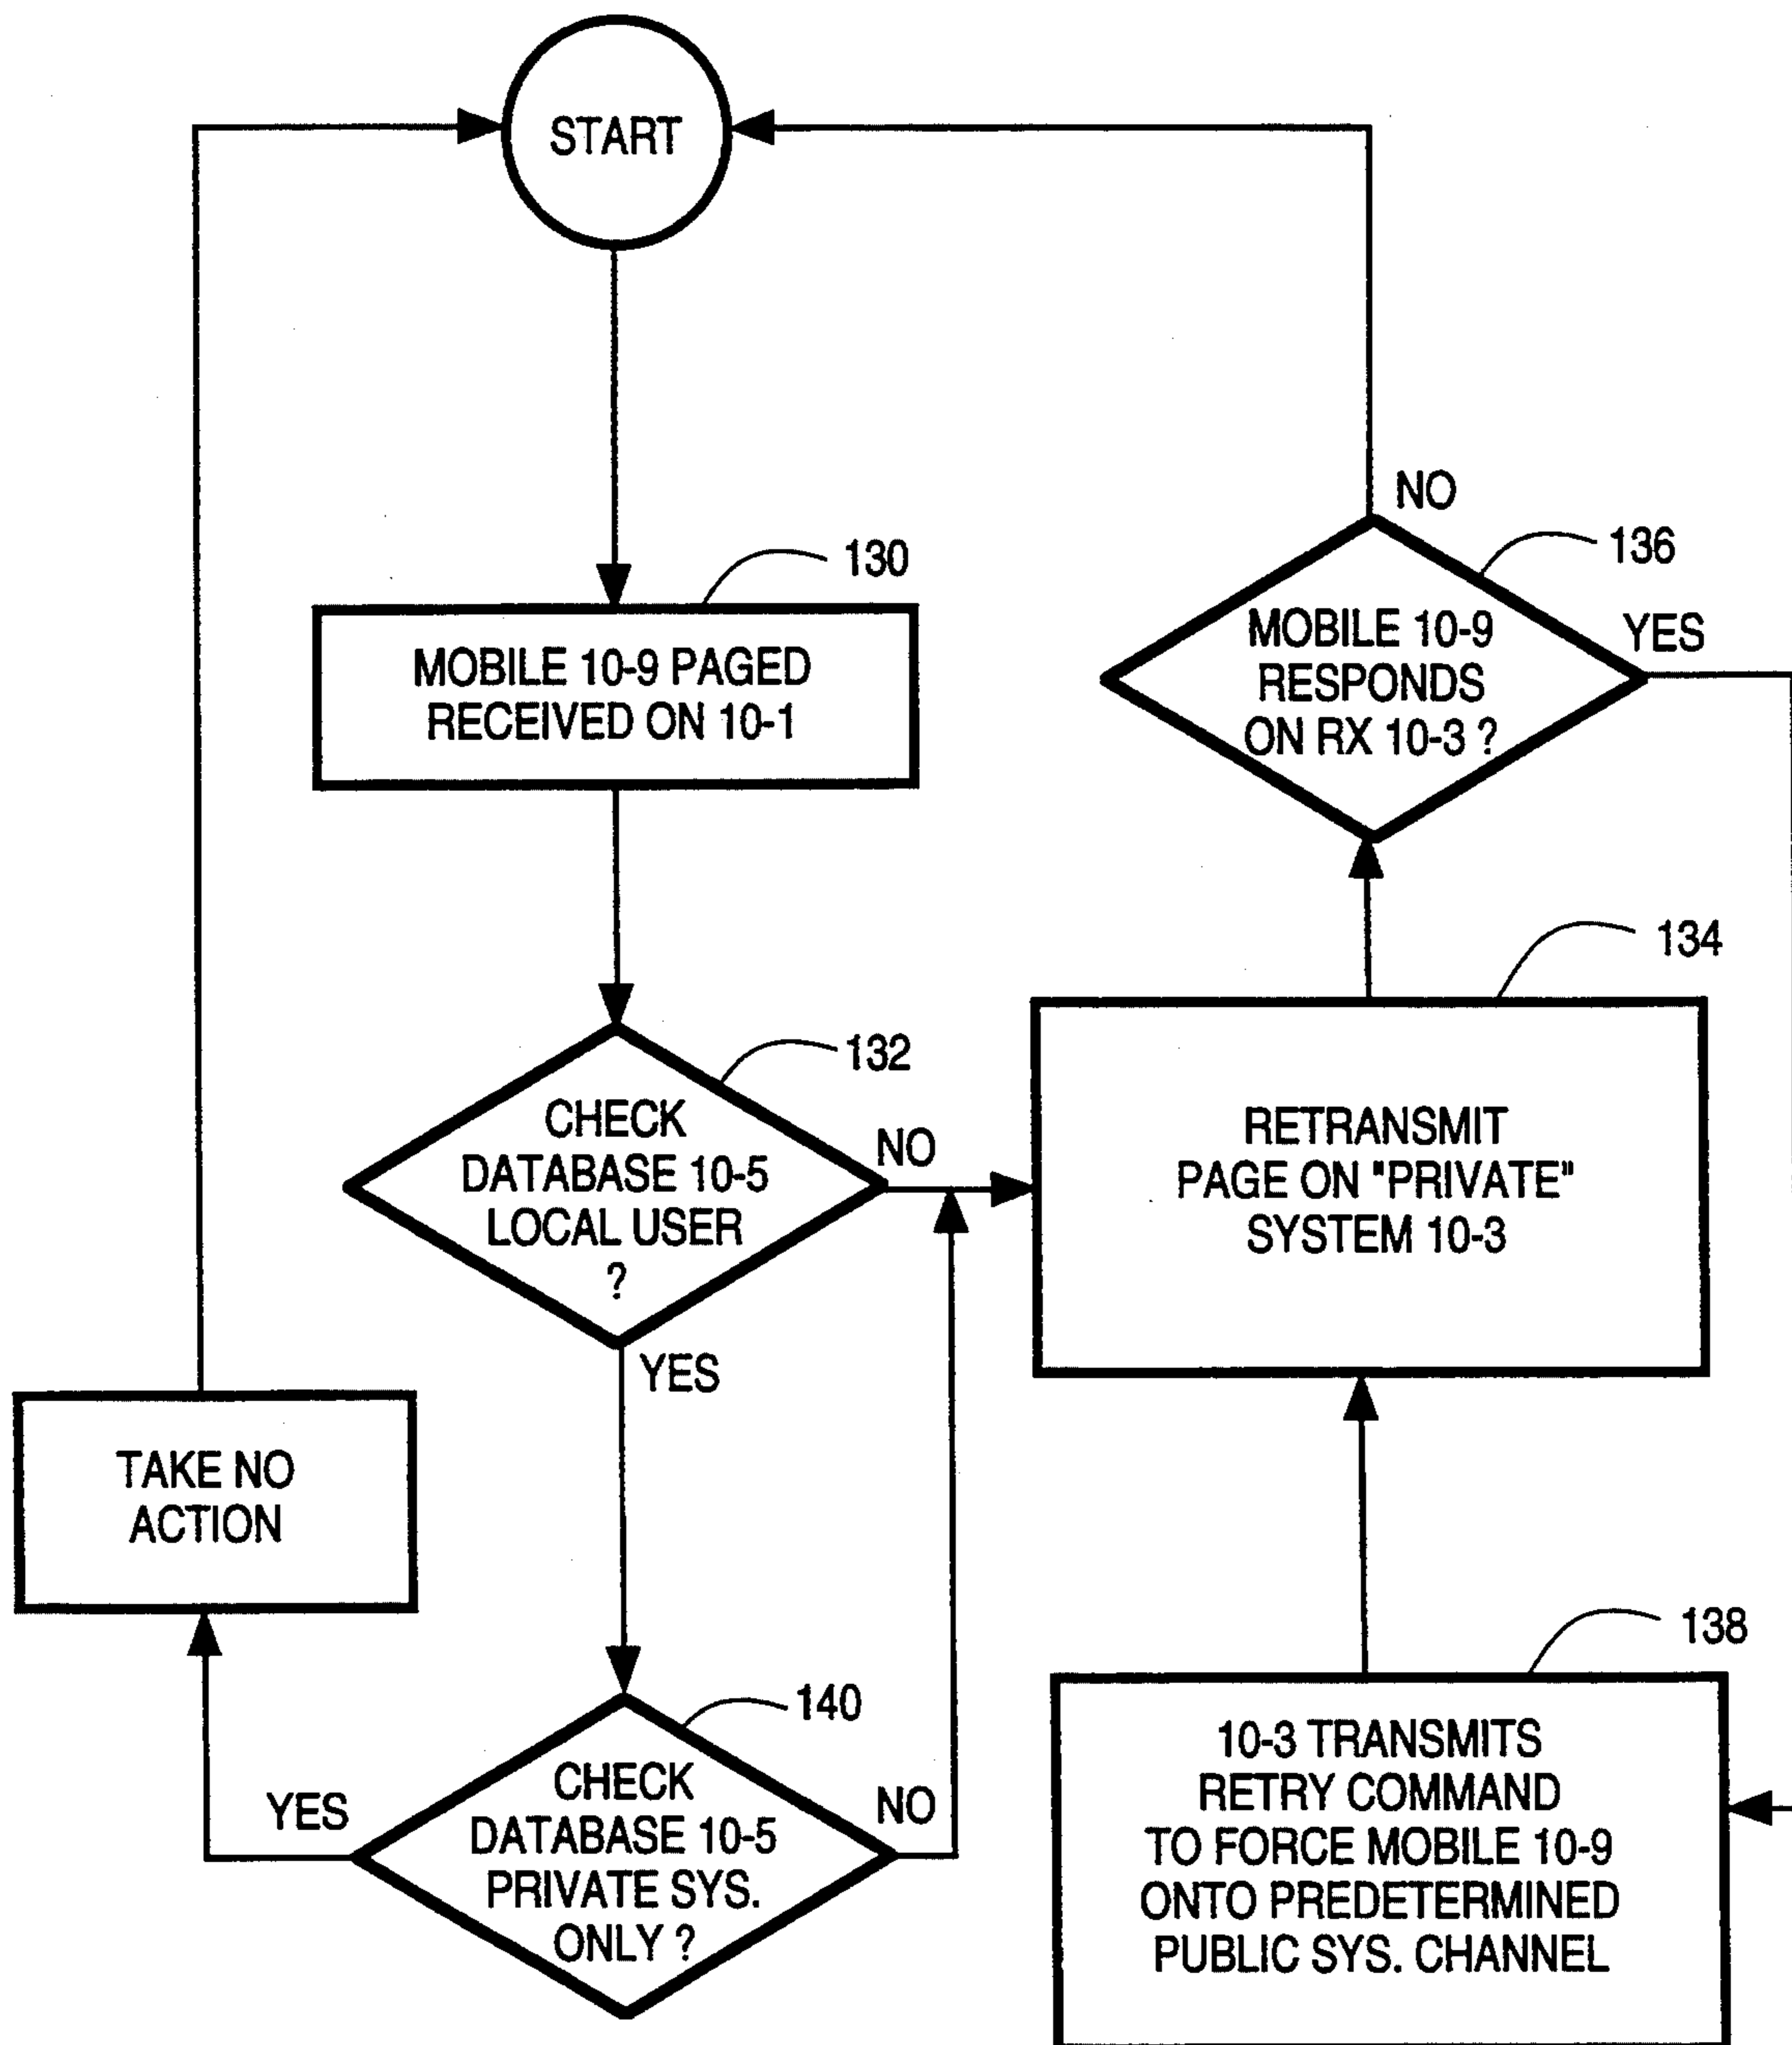 START
130
MOBILE 10-9 PAGED
RECEIVED ON 10-1
132
CHECK
DATABASE 10-5
LOCAL USER
?
NO
YES
TAKE NO
ACTION
140
CHECK
DATABASE 10-5
PRIVATE SYS.
ONLY ?
YES
NO
134
RETRANSMIT
PAGE ON "PRIVATE"
SYSTEM 10-3
136
MOBILE 10-9
RESPONDS
ON RX 10-3 ?
NO
YES
138
10-3 TRANSMITS
RETRY COMMAND
TO FORCE MOBILE 10-9
ONTO PREDETERMINED
PUBLIC SYS. CHANNEL